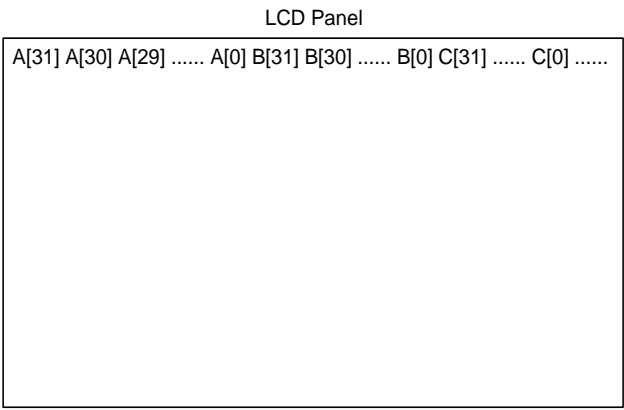 LCD Panel
A[31] A[30] A[29] ...... A[0] B[31] B[30] ...... B[0] C[31] ...... C[0] ......